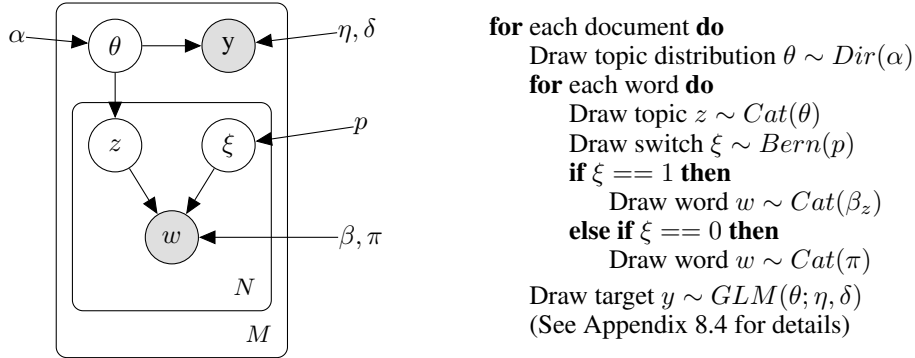 α
θ
y
η, δ
z
ξ
p
w
β, π
N
M
for each document do
Draw topic distribution θ ∼ Dir(α)
for each word do
Draw topic z ∼ Cat(θ)
Draw switch ξ ∼ Bern(p)
if ξ == 1 then
Draw word w ∼ Cat(β_z)
else if ξ == 0 then
Draw word w ∼ Cat(π)
Draw target y ∼ GLM(θ; η, δ)
(See Appendix 8.4 for details)